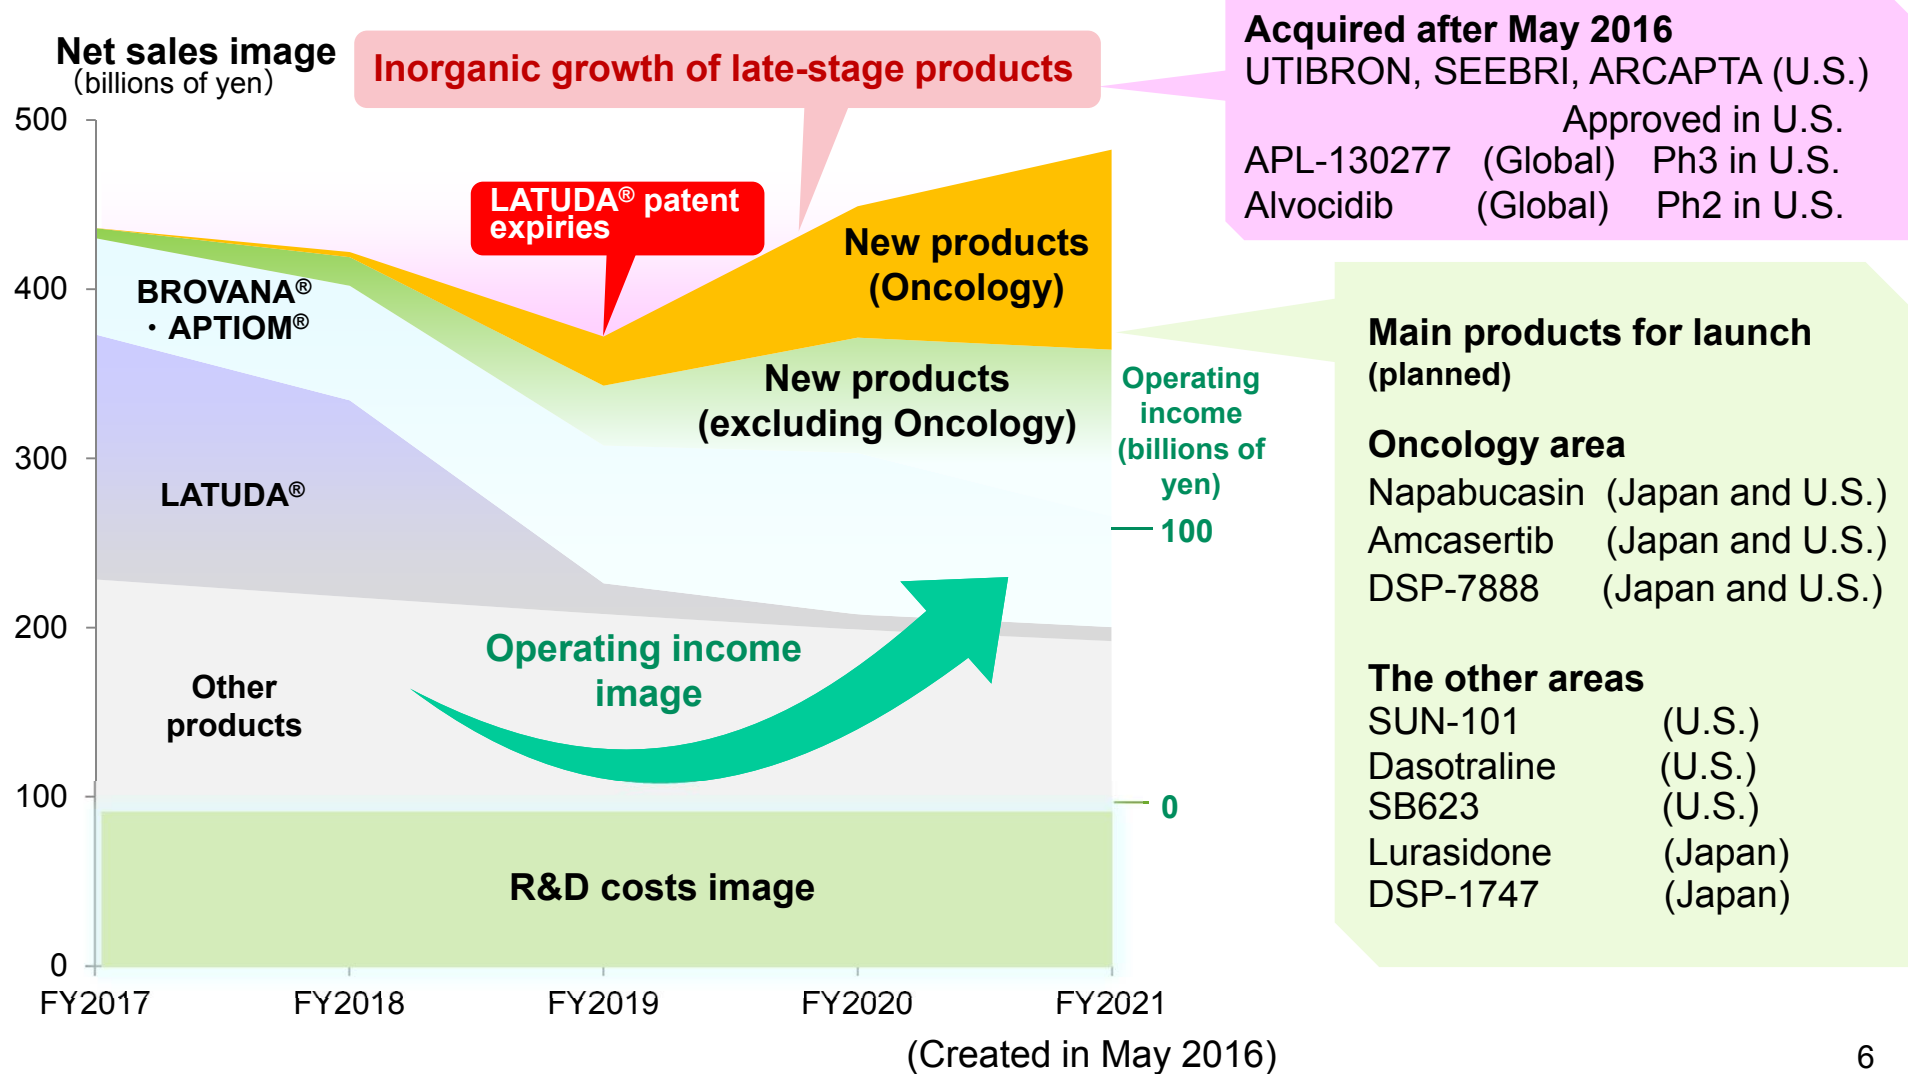 Net sales image
（billions of yen）
Inorganic growth of late-stage products
LATUDA® patent
expiries
500
400
300
200
100
0
BROVANA®
・APTIOM®
LATUDA®
Other
products
New products
(Oncology)
New products
(excluding Oncology)
Operating income
image
R&D costs image
Operating
income
(billions of
yen)
100
0
FY2017 FY2018 FY2019 FY2020 FY2021
(Created in May 2016)
Acquired after May 2016
UTIBRON, SEEBRI, ARCAPTA (U.S.)
Approved in U.S.
APL-130277 (Global) Ph3 in U.S.
Alvocidib (Global) Ph2 in U.S.
Main products for launch
(planned)
Oncology area
Napabucasin (Japan and U.S.)
Amcasertib (Japan and U.S.)
DSP-7888 (Japan and U.S.)
The other areas
SUN-101 (U.S.)
Dasotraline (U.S.)
SB623 (U.S.)
Lurasidone (Japan)
DSP-1747 (Japan)
6